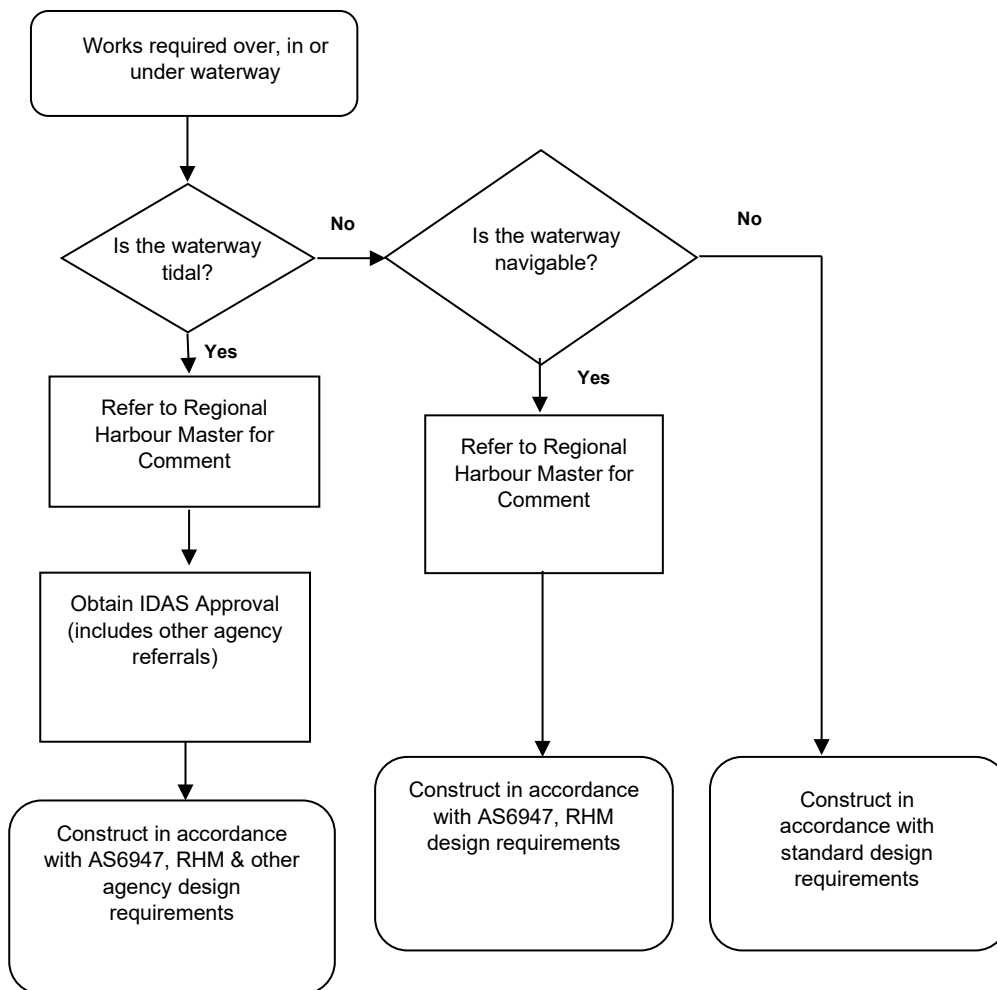 Works required over, in or
under waterway
Is the waterway
tidal?
No
Is the waterway
navigable?
No
Yes
Refer to Regional
Harbour Master for
Comment
Yes
Refer to Regional
Harbour Master for
Comment
Obtain IDAS Approval
(includes other agency
referrals)
Construct in accordance
with AS6947, RHM & other
agency design
requirements
Construct in accordance
with AS6947, RHM
design requirements
Construct in
accordance with
standard design
requirements